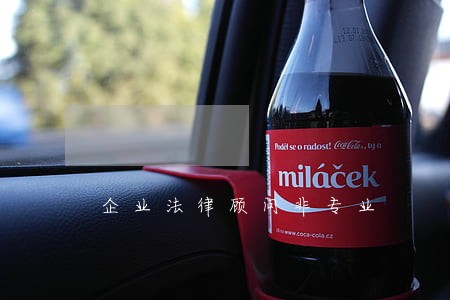 Poděl se o radost! Coca-Cola, ty a
miláček
www.coca-cola.cz
企业法律顾问非专业